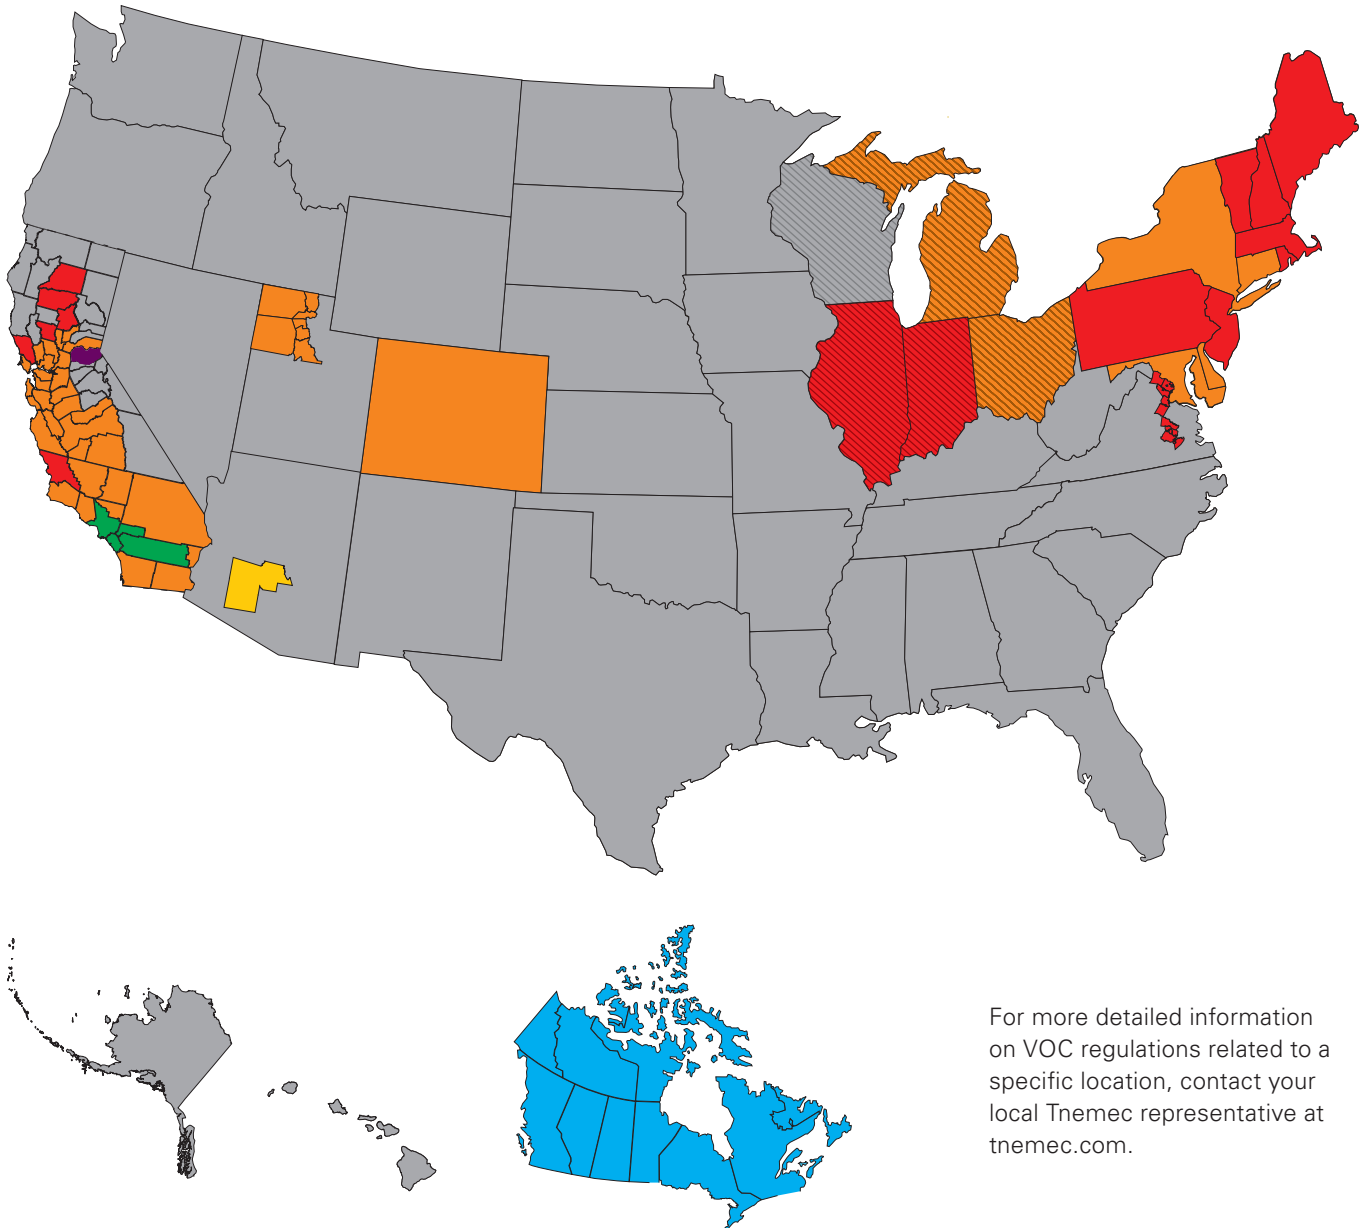 For more detailed information
on VOC regulations related to a
specific location, contact your
local Tnemec representative at
tnemec.com.